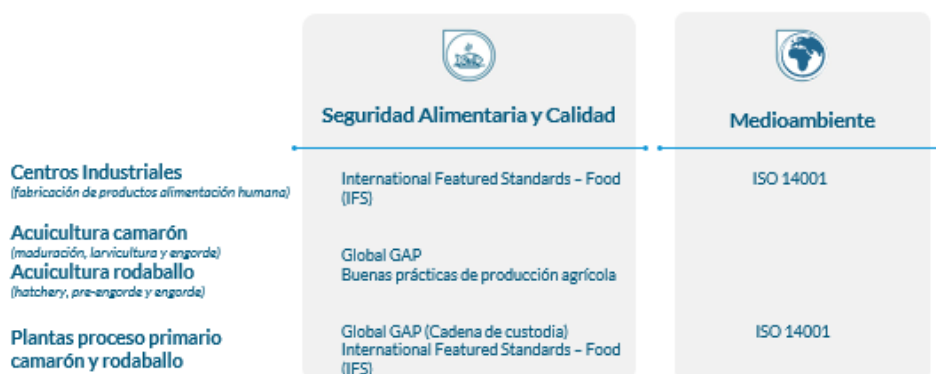 Seguridad Alimentaria y Calidad
Medioambiente
Centros Industriales
(fabricación de productos alimentación humana)
International Featured Standards – Food
(IFS)
ISO 14001
Acuicultura camarón
(maduración, larvicultura y engorde)
Acuicultura rodaballo
(hatchery, pre-engorde y engorde)
Global GAP
Buenas prácticas de producción agrícola
Plantas proceso primario
camarón y rodaballo
Global GAP (Cadena de custodia)
International Featured Standards – Food
(IFS)
ISO 14001